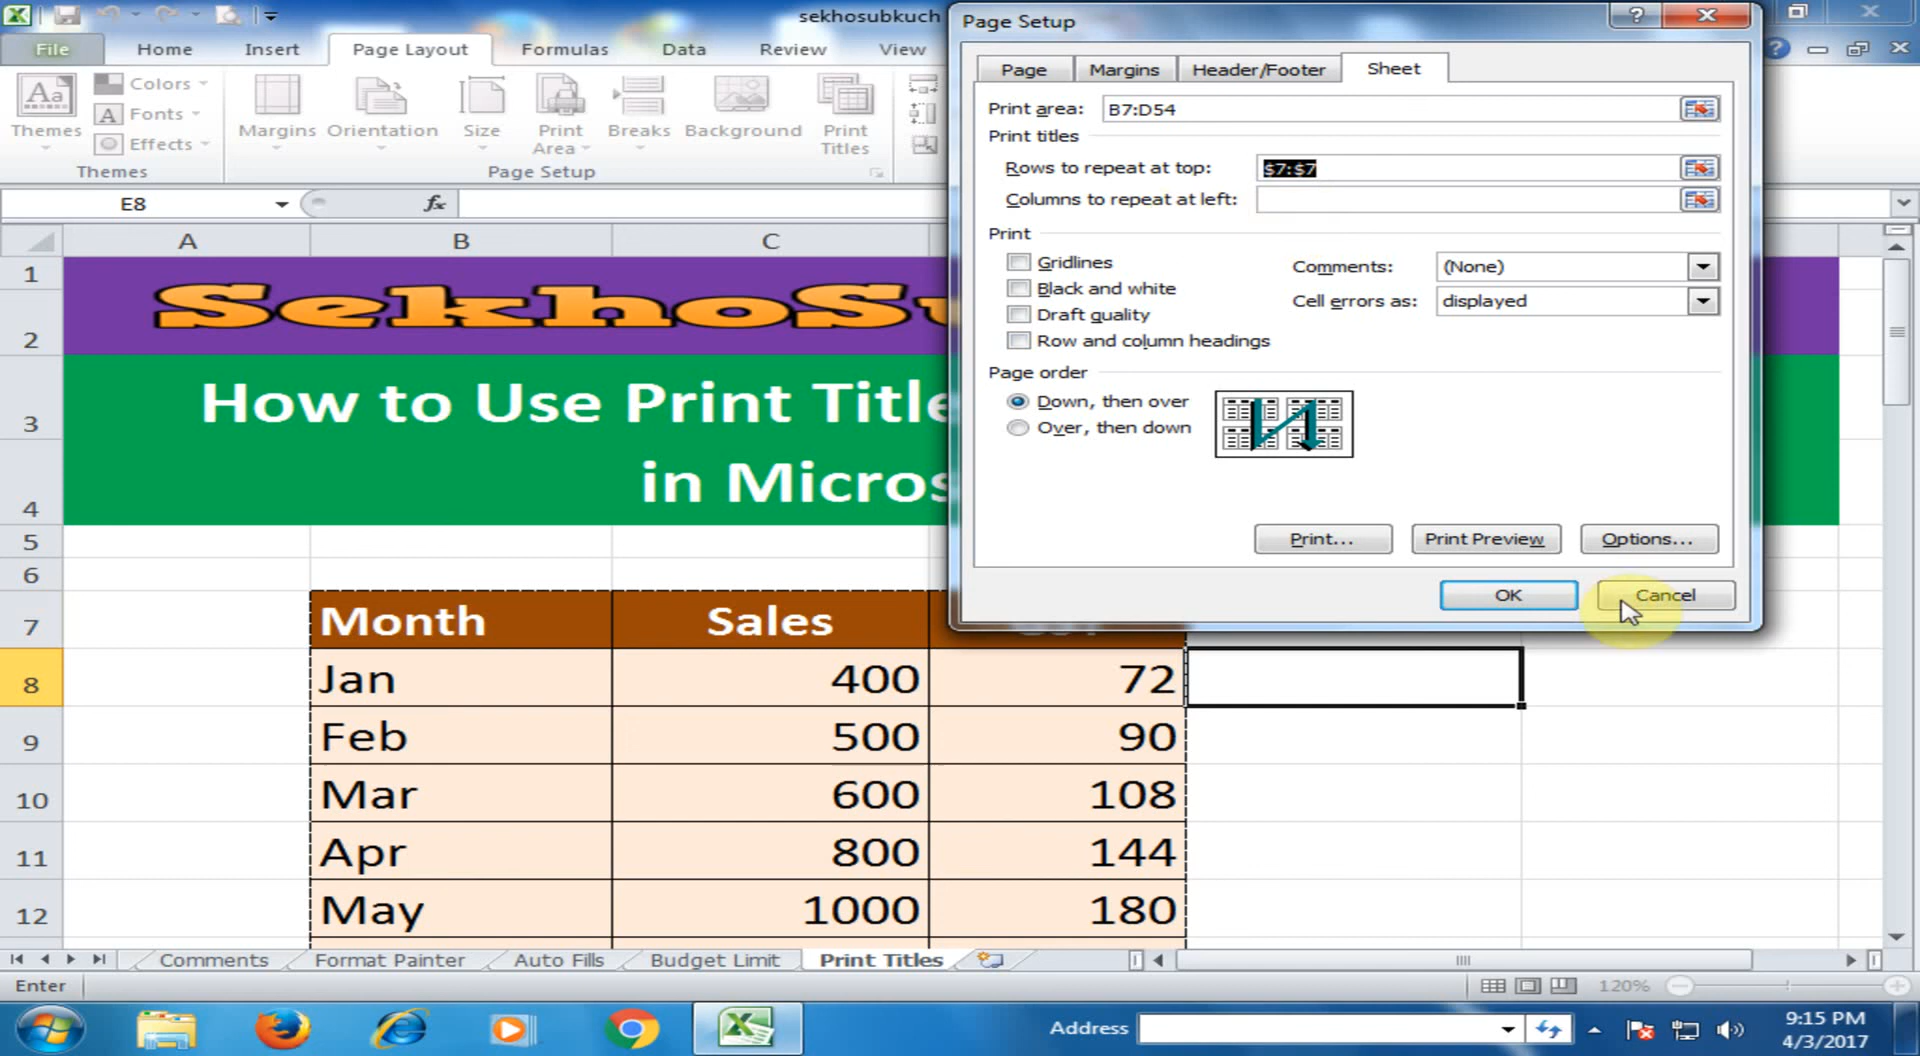 sekhosubkuch
Page Setup
File
Home
Insert
Page Layout
Formulas
Data
Review
View
Page
Margins
Header/Footer
Sheet
Aa
Themes
Colors
Fonts
Effects
Margins
Orientation
Size
Print Area
Breaks
Background
Print Titles
Themes
Page Setup
Print area: B7:D54
Print titles
Rows to repeat at top: $7:$7
Columns to repeat at left:
Print
Gridlines
Black and white
Draft quality
Row and column headings
Comments: (None)
Cell errors as: displayed
Page order
Down, then over
Over, then down
Print...
Print Preview
Options...
OK
Cancel
E8
fx
A B C
1
2
3
4
5
6
7
8
9
10
11
12
SekhoSu
How to Use Print Title
in Micros
Month Sales
Jan 400 72
Feb 500 90
Mar 600 108
Apr 800 144
May 1000 180
Comments
Format Painter
Auto Fills
Budget Limit
Print Titles
Enter
120%
Address
9:15 PM
4/3/2017